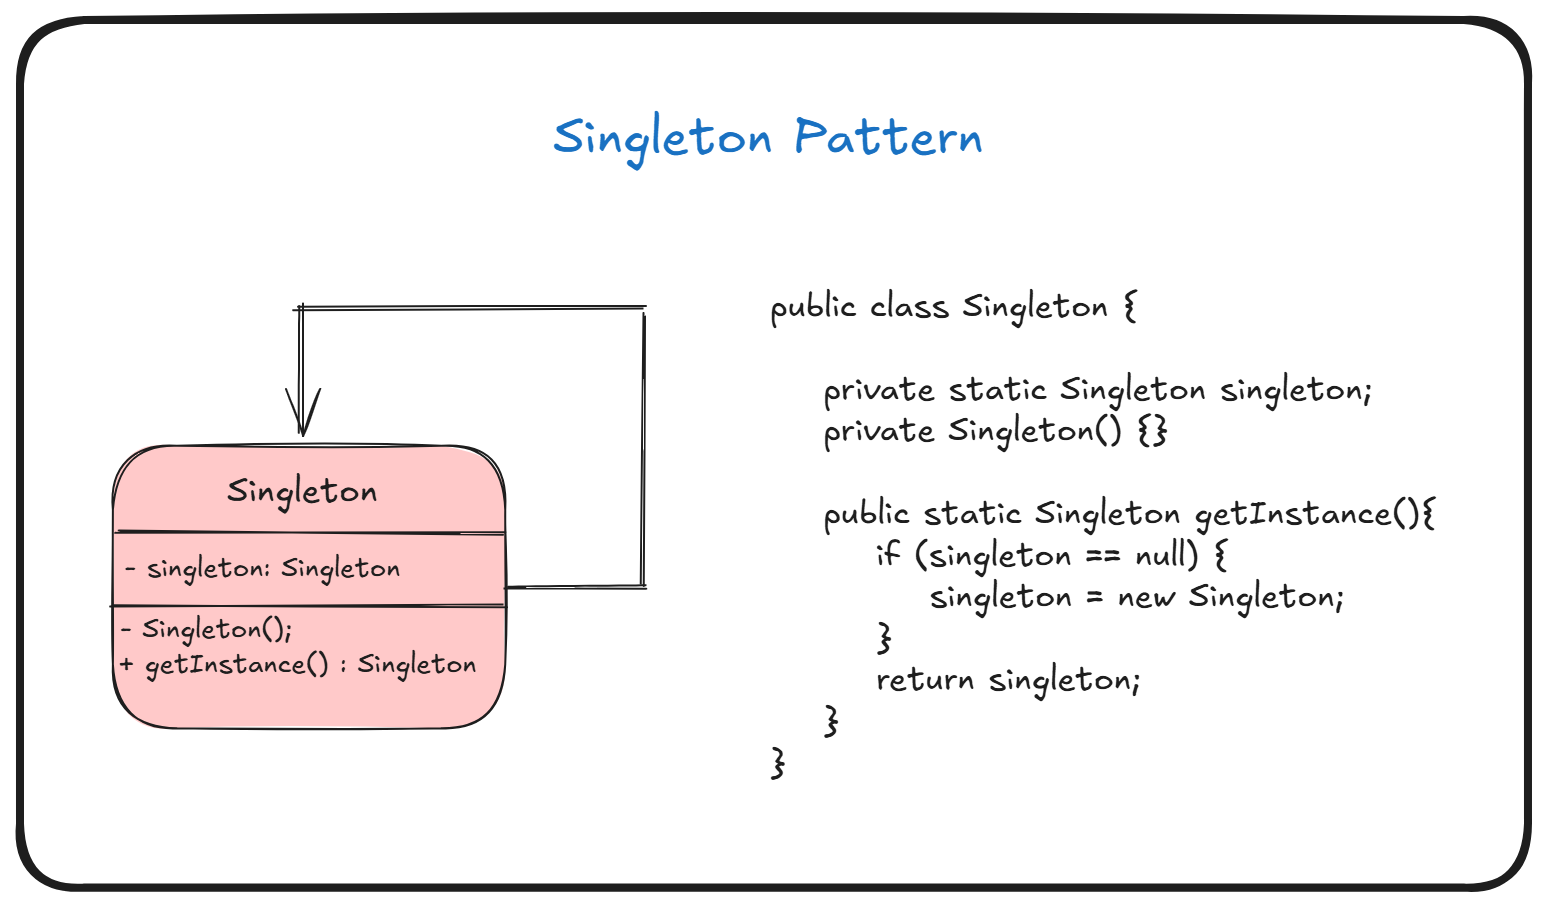 Singleton Pattern
Singleton
- singleton: Singleton
- Singleton();
+ getInstance() : Singleton
public class Singleton {
private static Singleton singleton;
private Singleton() {}
public static Singleton getInstance(){
if (singleton == null) {
singleton = new Singleton;
}
return singleton;
}
}